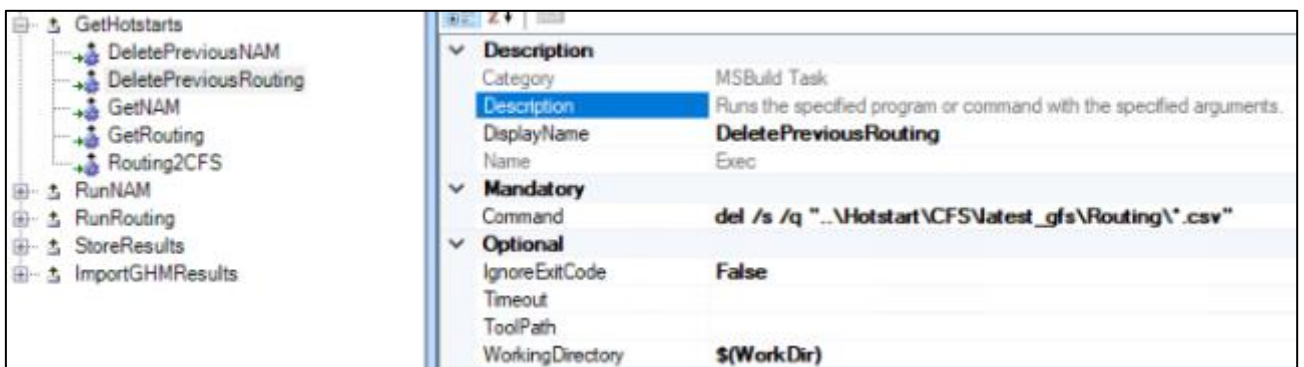 GetHotstarts
DeletePreviousNAM
DeletePreviousRouting
GetNAM
GetRouting
Routing2CFS
RunNAM
RunRouting
StoreResults
ImportGHMResults
Description
Category MSBuild Task
Description Runs the specified program or command with the specified arguments.
DisplayName DeletePreviousRouting
Name Exec
Mandatory
Command del /s /q "..\Hotstart\CFS\latest_gfs\Routing\*.csv"
Optional
IgnoreExitCode False
Timeout
ToolPath
WorkingDirectory $(WorkDir)